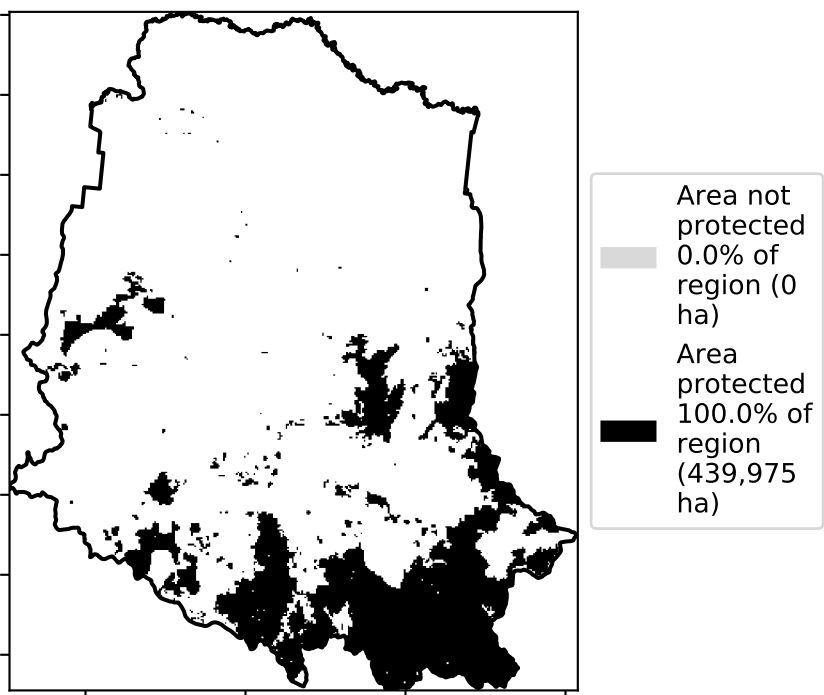 Area not
protected
0.0% of
region (0
ha)
Area
protected
100.0% of
region
(439,975
ha)